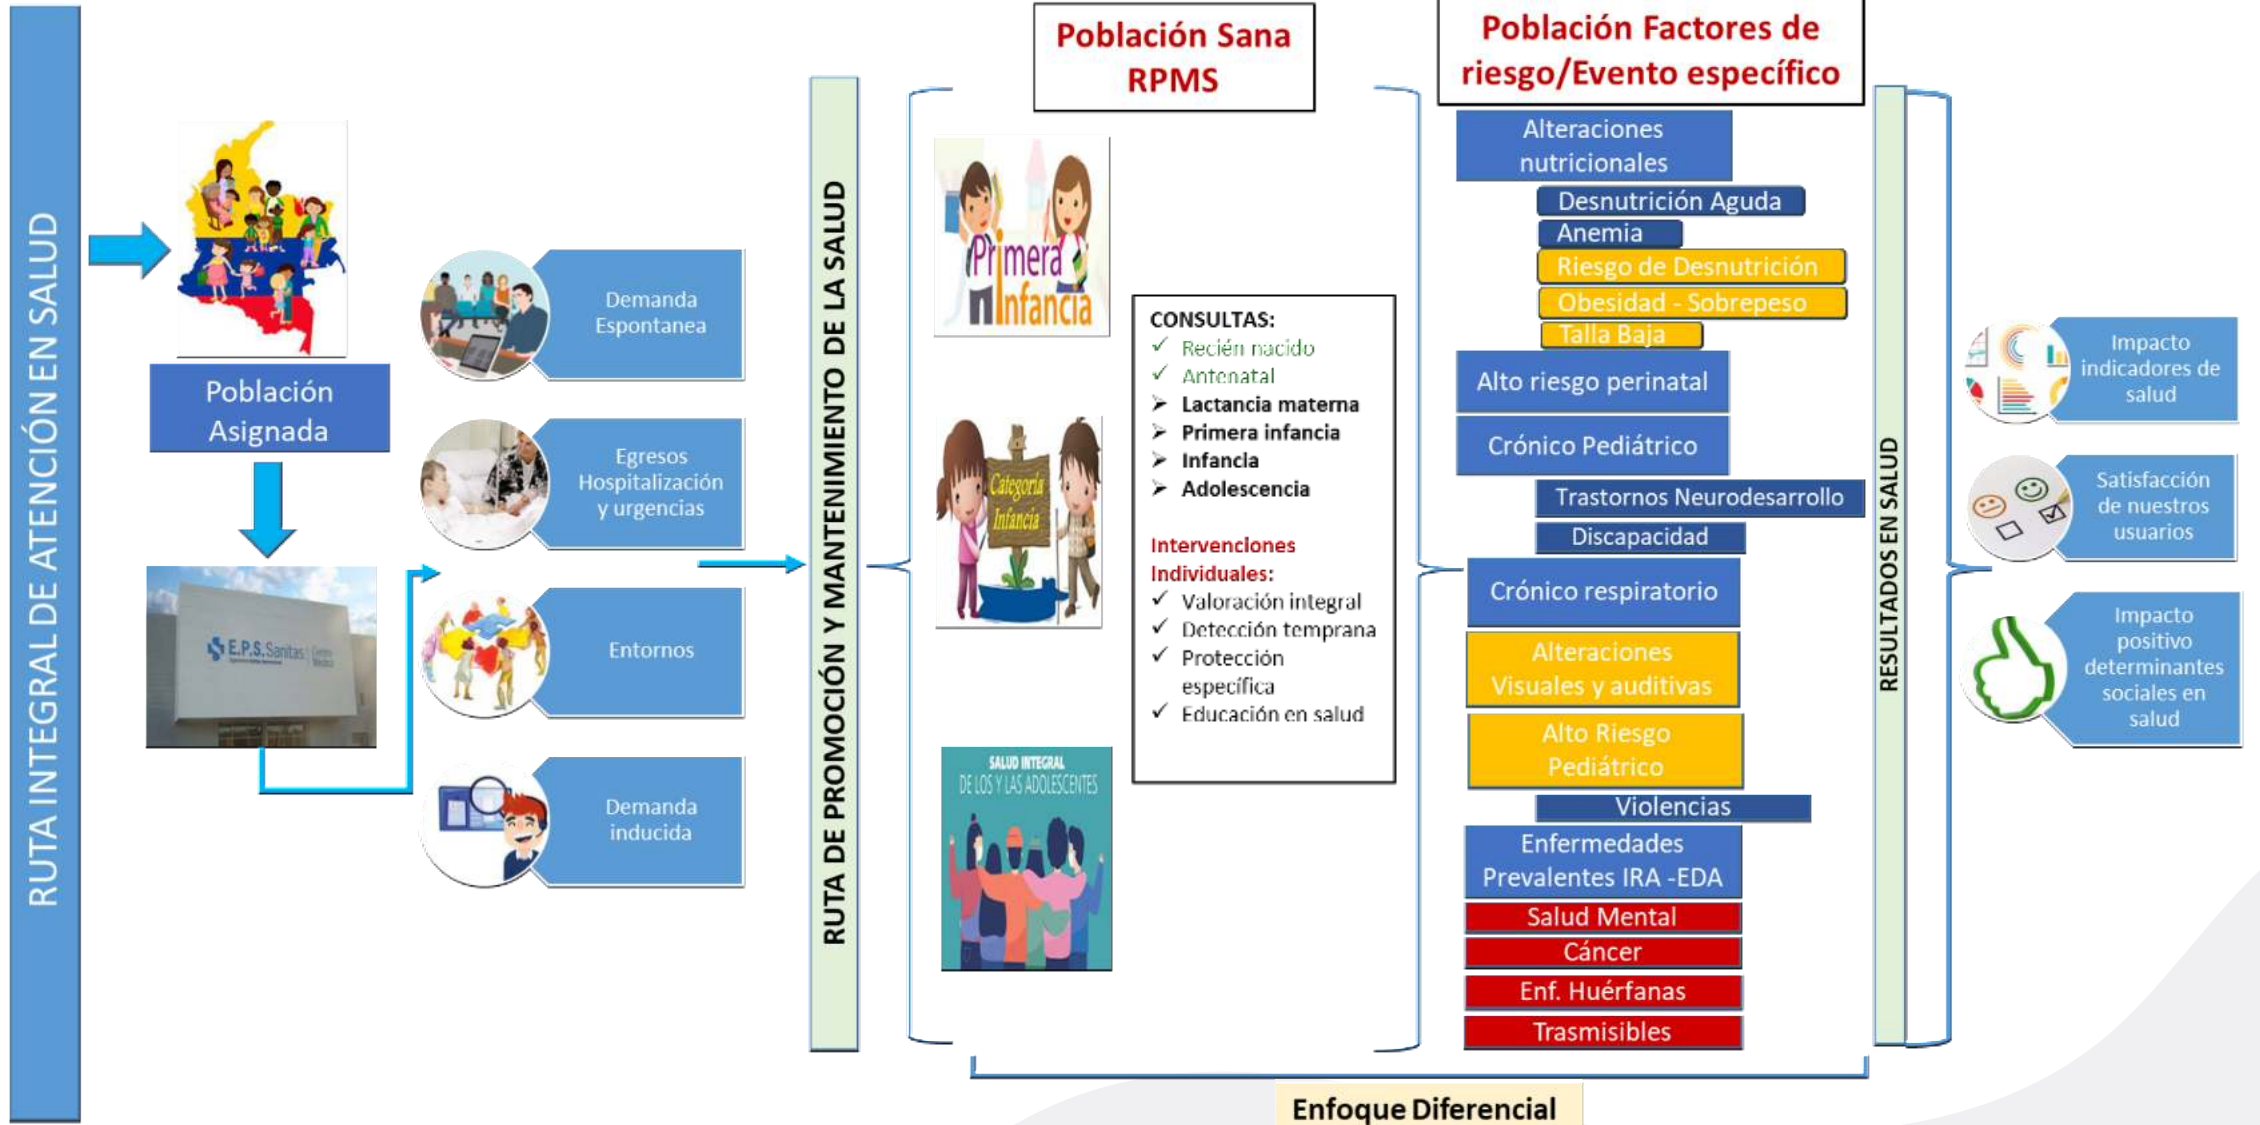 RUTA INTEGRAL DE ATENCIÓN EN SALUD
Población
Asignada
E.P.S. Sanitas
Centro
Médico
Demanda
Espontanea
Egresos
Hospitalización
y urgencias
Entornos
Demanda
inducida
RUTA DE PROMOCIÓN Y MANTENIMIENTO DE LA SALUD
Población Sana
RPMS
Primera
Infancia
Categoría
Infancia
SALUD INTEGRAL
DE LOS Y LAS ADOLESCENTES
CONSULTAS:
✓ Recién nacido
✓ Antenatal
➢ Lactancia materna
➢ Primera infancia
➢ Infancia
➢ Adolescencia
Intervenciones
Individuales:
✓ Valoración integral
✓ Detección temprana
✓ Protección
específica
✓ Educación en salud
Población Factores de
riesgo/Evento específico
Alteraciones
nutricionales
Desnutrición Aguda
Anemia
Riesgo de Desnutrición
Obesidad - Sobrepeso
Talla Baja
Alto riesgo perinatal
Crónico Pediátrico
Trastornos Neurodesarrollo
Discapacidad
Crónico respiratorio
Alteraciones
Visuales y auditivas
Alto Riesgo
Pediátrico
Violencias
Enfermedades
Prevalentes IRA -EDA
Salud Mental
Cáncer
Enf. Huérfanas
Trasmisibles
Enfoque Diferencial
RESULTADOS EN SALUD
Impacto
indicadores de
salud
Satisfacción
de nuestros
usuarios
Impacto
positivo
determinantes
sociales en
salud